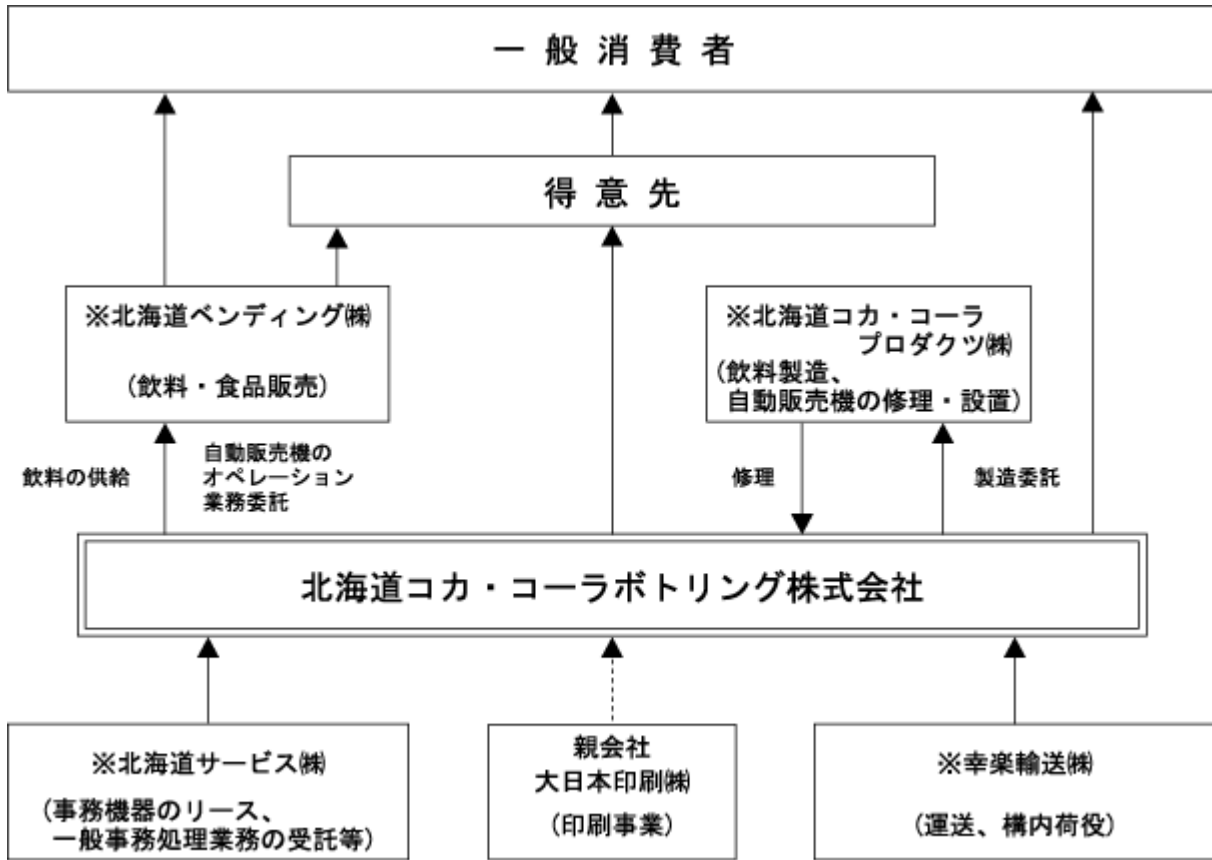 一般消費者
得意先
※北海道ベンディング㈱
(飲料・食品販売)
※北海道コカ・コーラ
プロダクツ㈱
(飲料製造、
自動販売機の修理・設置)
飲料の供給
自動販売機の
オペレーション
業務委託
修理
製造委託
北海道コカ・コーラボトリング株式会社
※北海道サービス㈱
(事務機器のリース、
一般事務処理業務の受託等)
親会社
大日本印刷㈱
(印刷事業)
※幸楽輸送㈱
(運送、構内荷役)